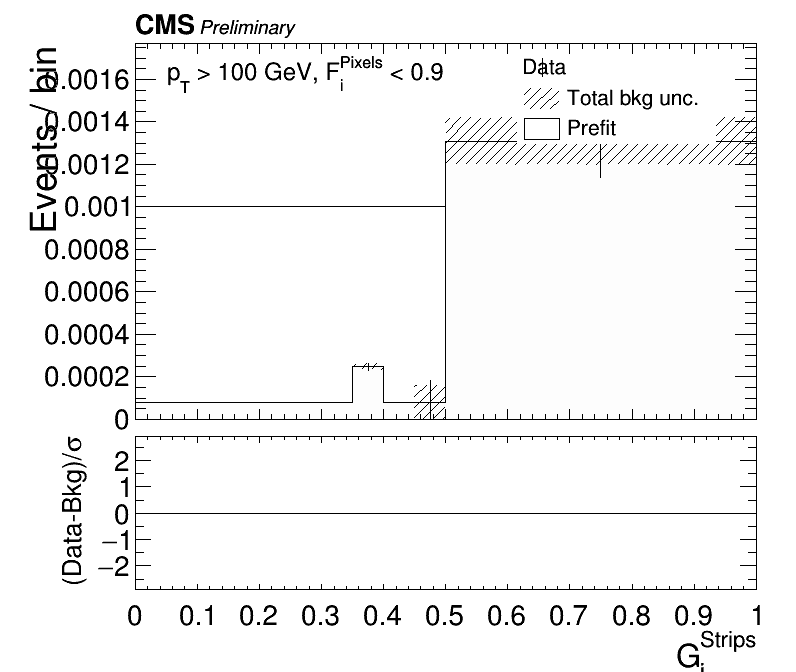 CMS Preliminary
p_T > 100 GeV, F_i^Pixels < 0.9
Data
Total bkg unc.
Prefit
Events / bin
0.0016
0.0014
0.0012
0.001
0.0008
0.0006
0.0004
0.0002
0
(Data-Bkg)/σ
2
1
0
−1
−2
0 0.1 0.2 0.3 0.4 0.5 0.6 0.7 0.8 0.9 1
G_i^Strips